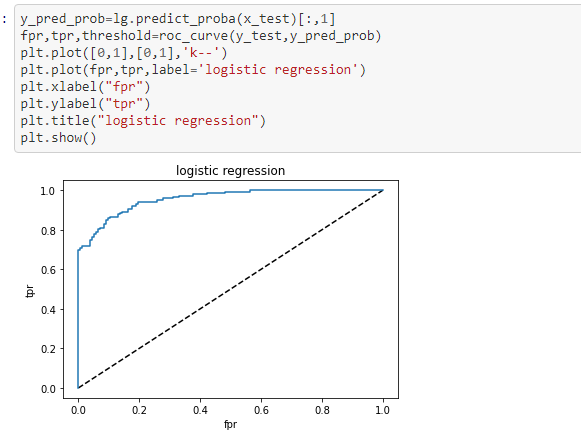 :
y_pred_prob=lg.predict_proba(x_test)[:,1]
fpr,tpr,threshold=roc_curve(y_test,y_pred_prob)
plt.plot([0,1],[0,1],'k--')
plt.plot(fpr,tpr,label='logistic regression')
plt.xlabel("fpr")
plt.ylabel("tpr")
plt.title("logistic regression")
plt.show()
logistic regression
1.0
0.8
0.6
0.4
0.2
0.0
tpr
0.0 0.2 0.4 0.6 0.8 1.0
fpr